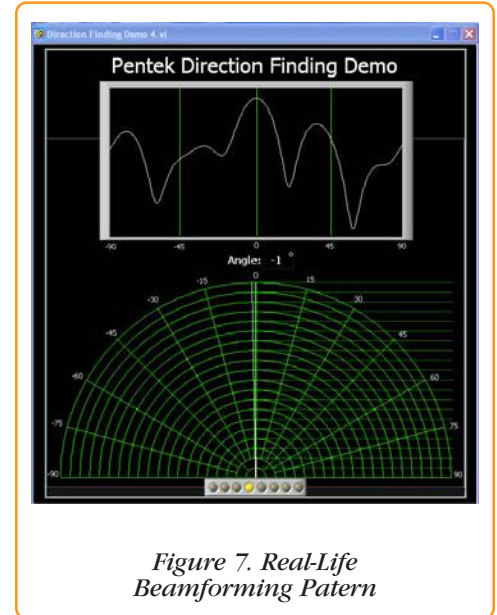 Direction Finding Demo 4.vi
Pentek Direction Finding Demo
-90 -45 0 45 90
Angle: -1 °
0
-15 15
-30 30
-45 45
-60 60
-75 75
-90 90
Figure 7. Real-Life
Beamforming Patern